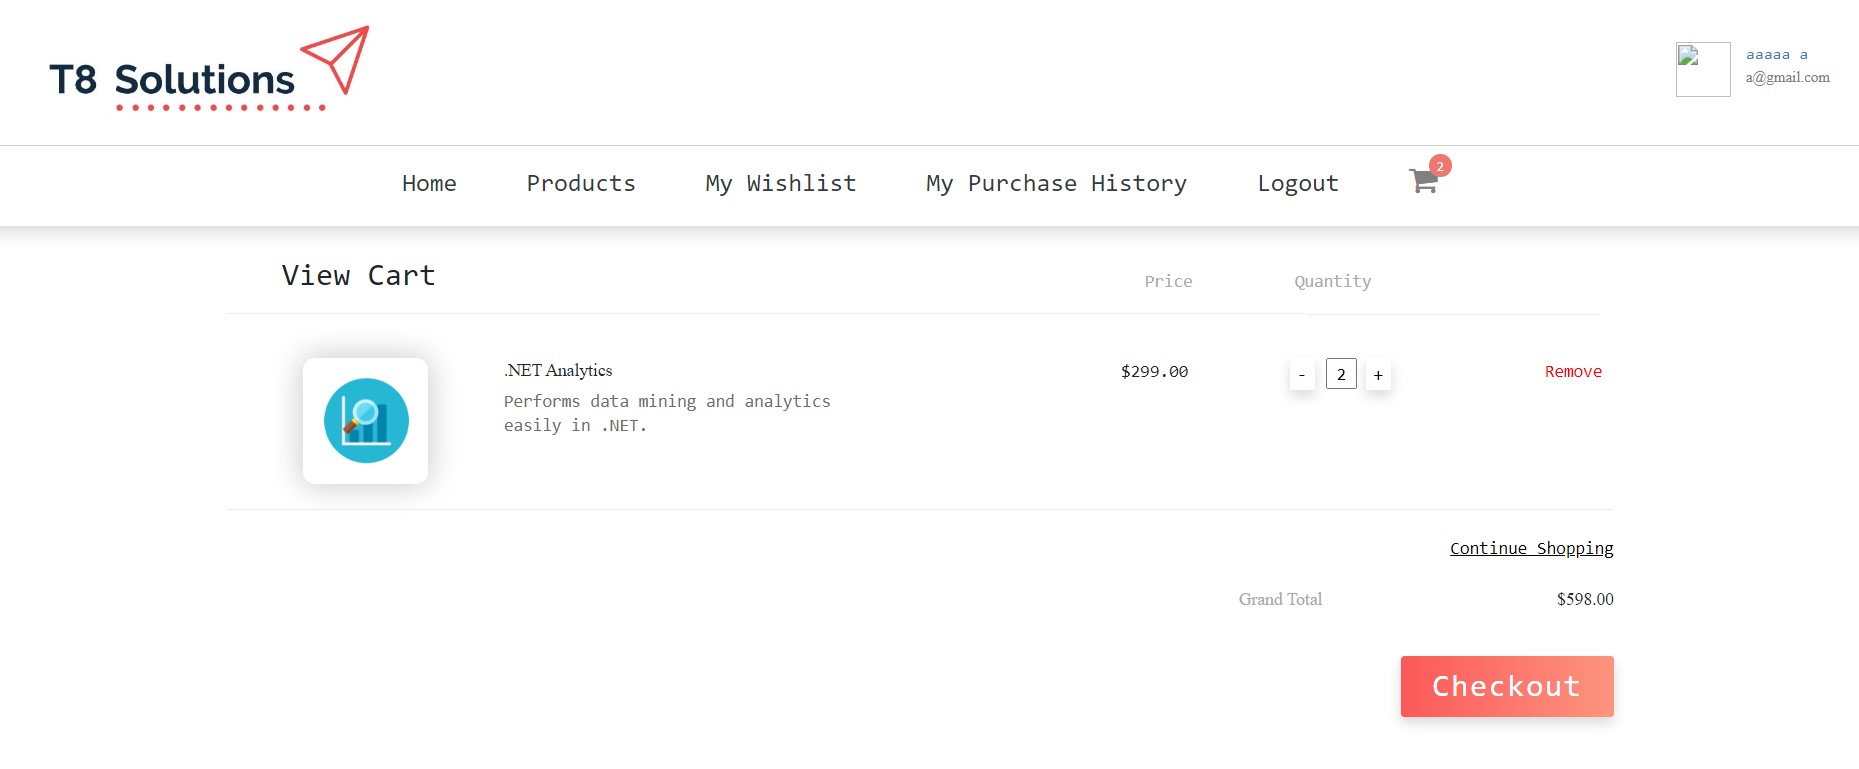 T8 Solutions
aaaaa a
a@gmail.com
Home Products My Wishlist My Purchase History Logout 2
View Cart Price Quantity
.NET Analytics $299.00 - 2 + Remove
Performs data mining and analytics
easily in .NET.
Continue Shopping
Grand Total $598.00
Checkout